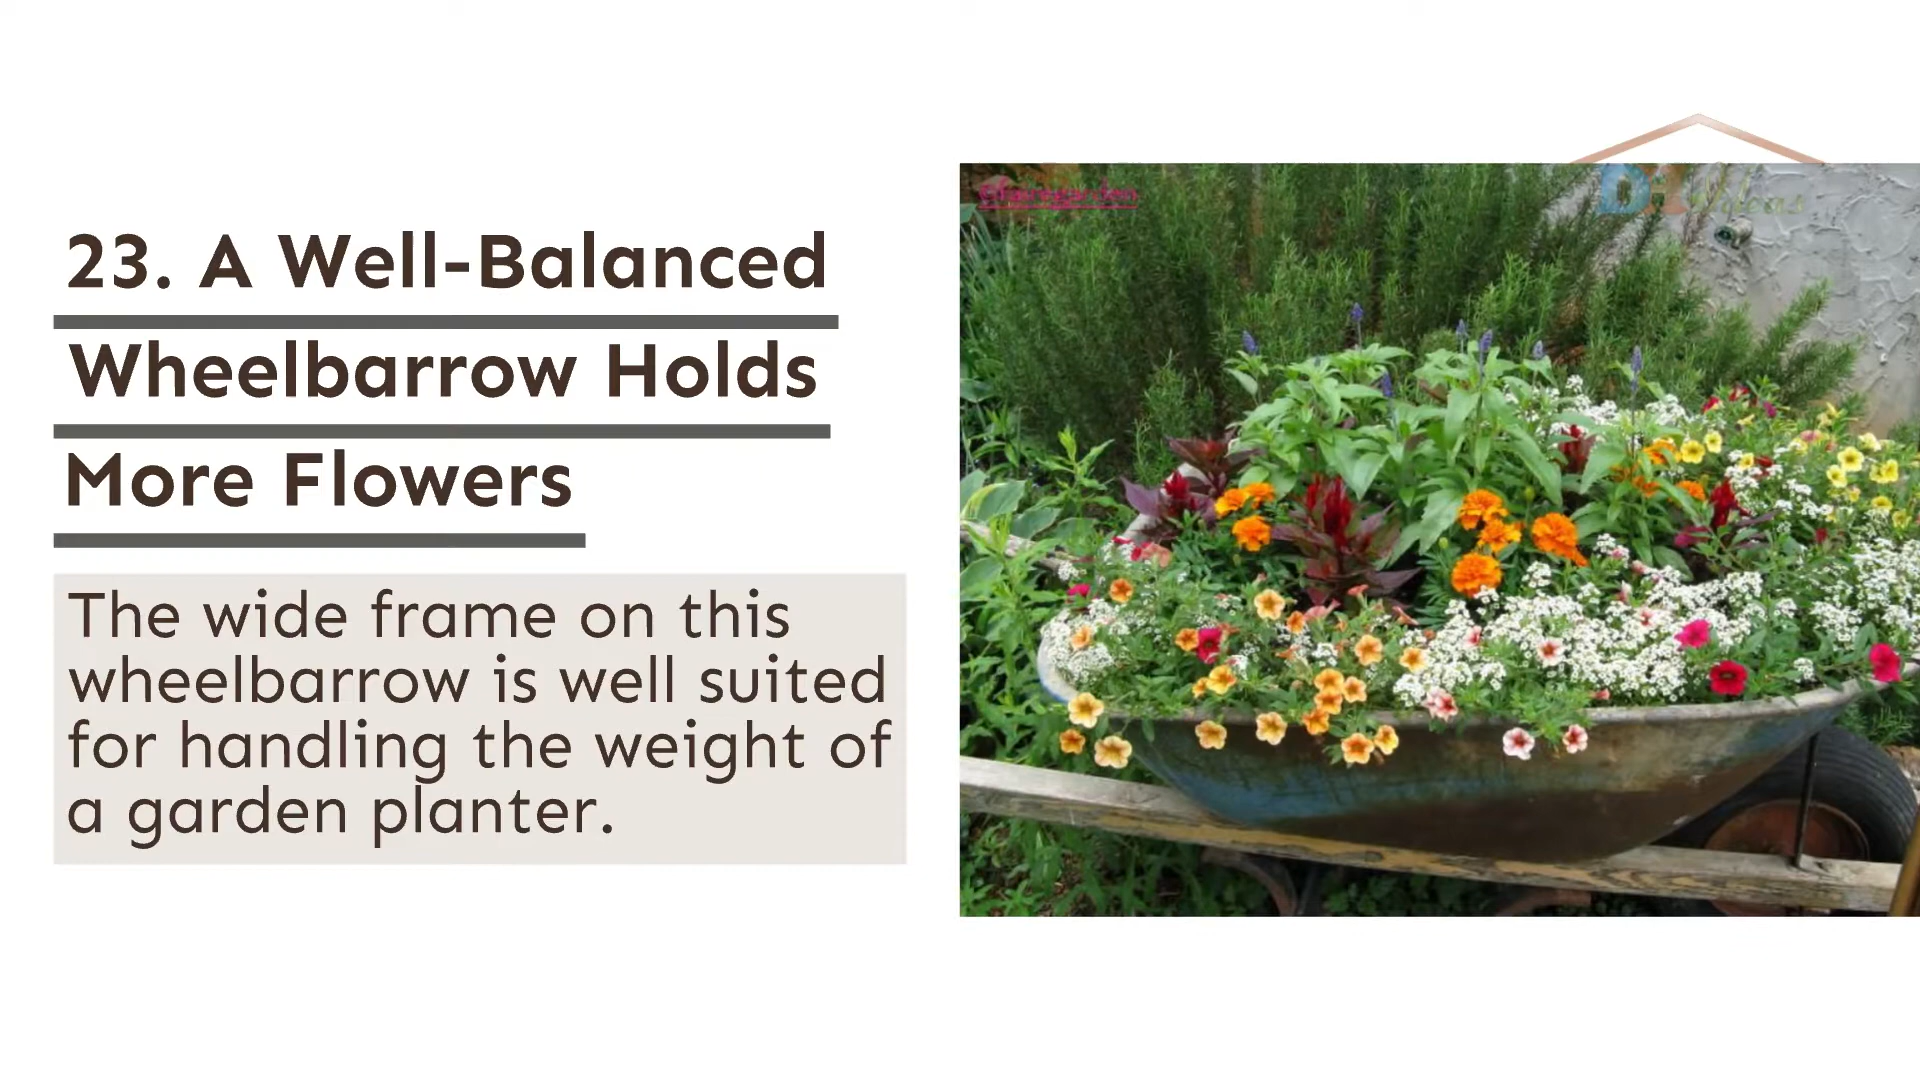 23. A Well-Balanced
Wheelbarrow Holds
More Flowers
The wide frame on this
wheelbarrow is well suited
for handling the weight of
a garden planter.